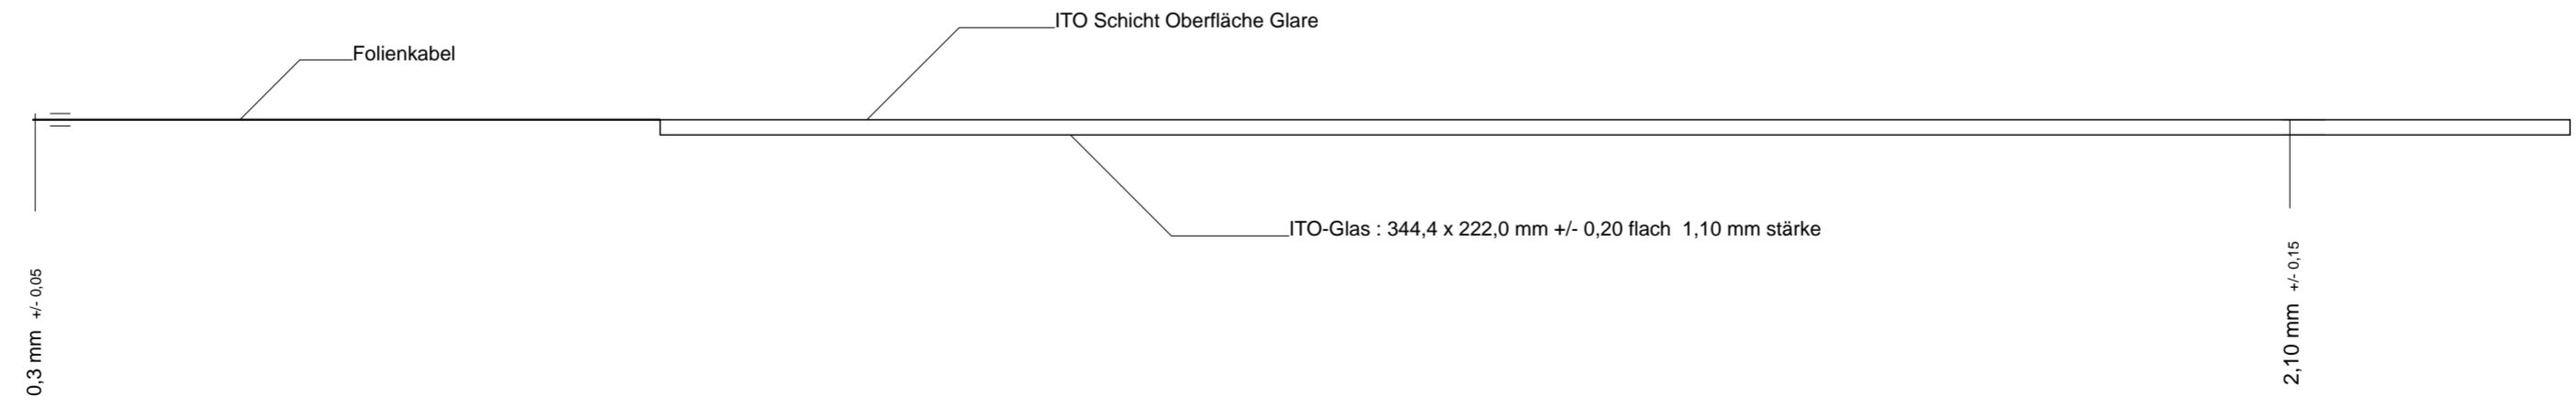 ITO Schicht Oberfläche Glare
Folienkabel
ITO-Glas : 344,4 x 222,0 mm +/- 0,20 flach  1,10 mm stärke
0,3 mm +/- 0,05
2,10 mm +/- 0,15